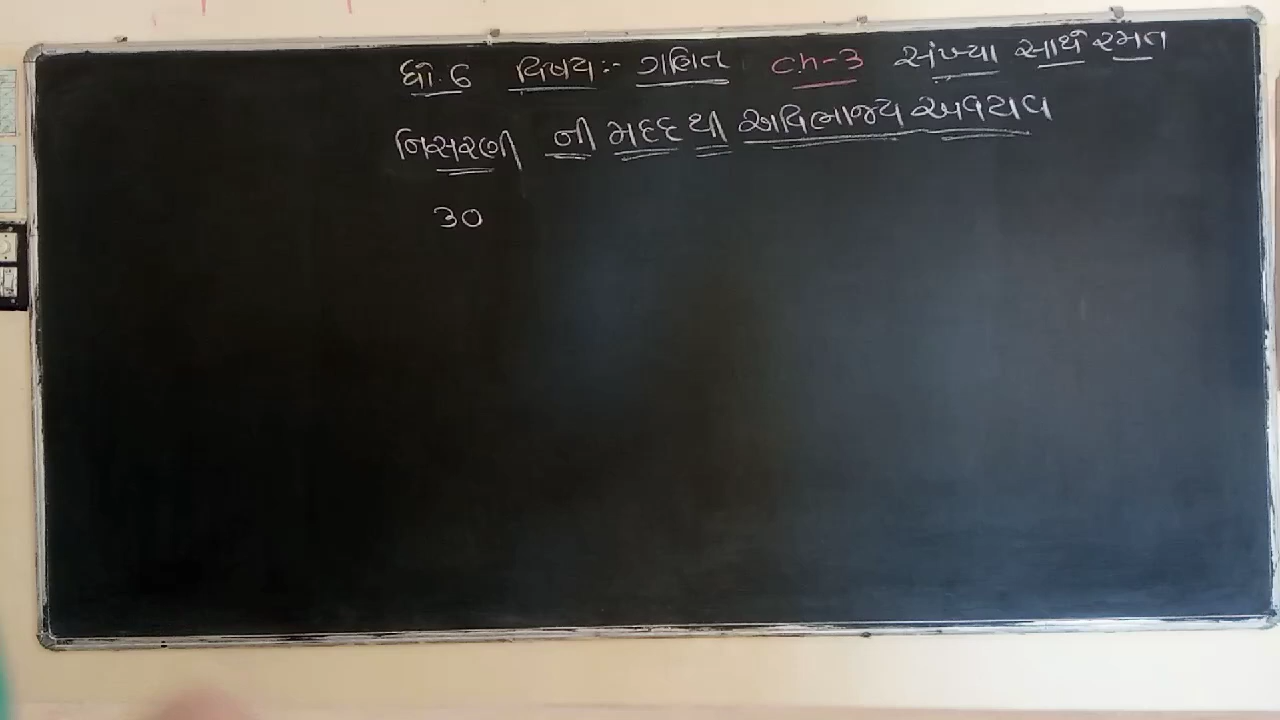 ધો. 6 વિષય:- ગણિત Ch-3 સંખ્યા સાથે રમત
નિસરણી ની મદદ થી અવિભાજ્ય અવયવ
30